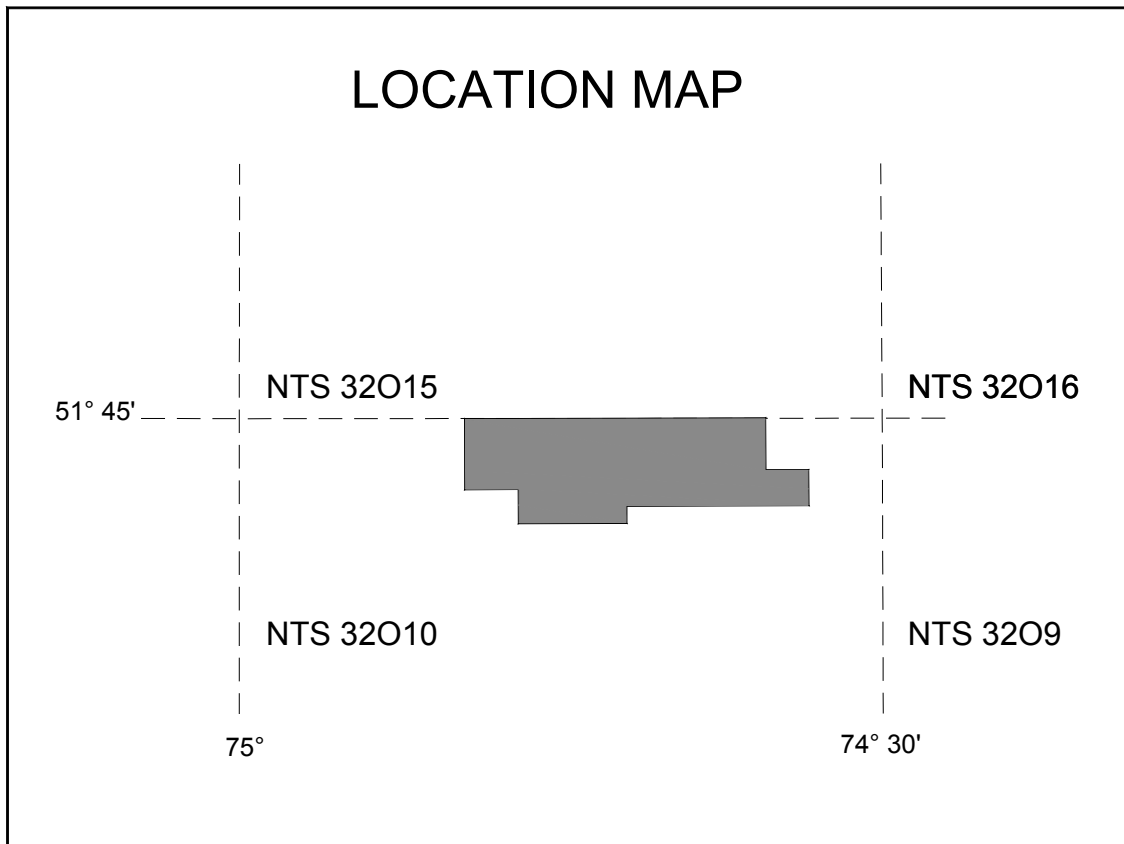 LOCATION MAP
NTS 32O15
NTS 32O16
51° 45'
NTS 32O10
NTS 32O9
75°
74° 30'